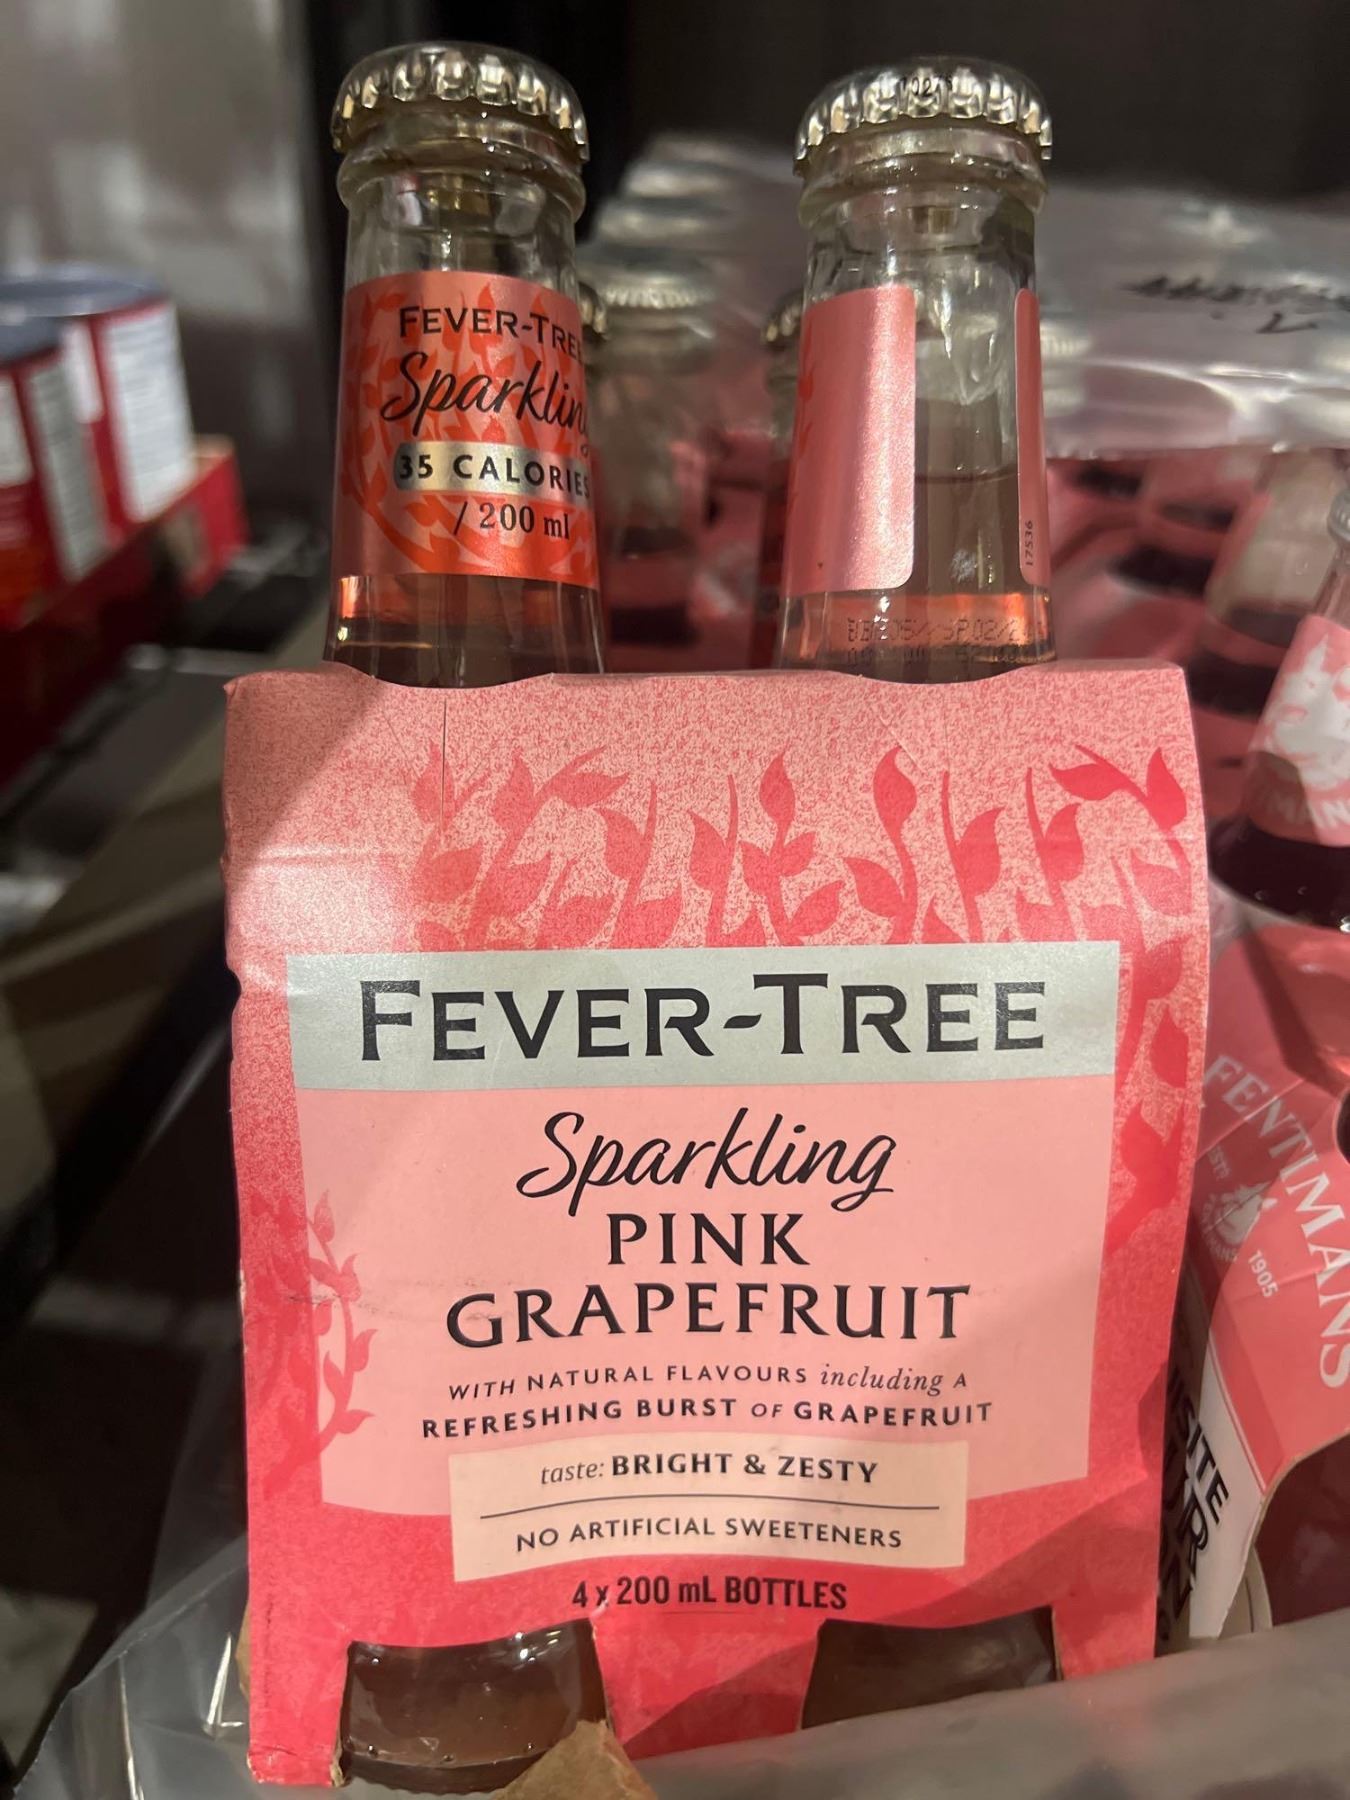 FEVER-TREE
Sparkling
35 CALORIES
/ 200 ml
17536
FEVER-TREE
Sparkling
PINK
GRAPEFRUIT
WITH NATURAL FLAVOURS including A
REFRESHING BURST OF GRAPEFRUIT
taste: BRIGHT & ZESTY
NO ARTIFICIAL SWEETENERS
4 x 200 mL BOTTLES
FENTIMANS
1905